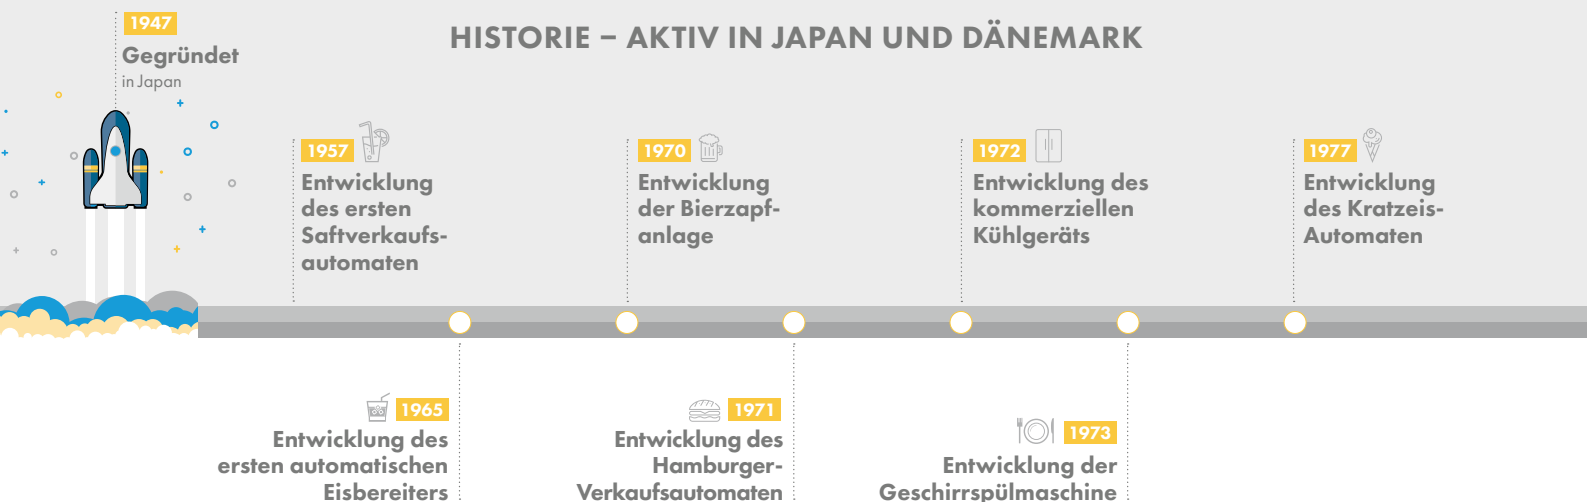 HISTORIE – AKTIV IN JAPAN UND DÄNEMARK
1947
Gegründet
in Japan
1957
Entwicklung
des ersten
Saftverkaufs-
automaten
1970
Entwicklung
der Bierzapf-
anlage
1972
Entwicklung des
kommerziellen
Kühlgeräts
1977
Entwicklung
des Kratzeis-
Automaten
1965
Entwicklung des
ersten automatischen
Eisbereiters
1971
Entwicklung des
Hamburger-
Verkaufsautomaten
1973
Entwicklung der
Geschirrspülmaschine